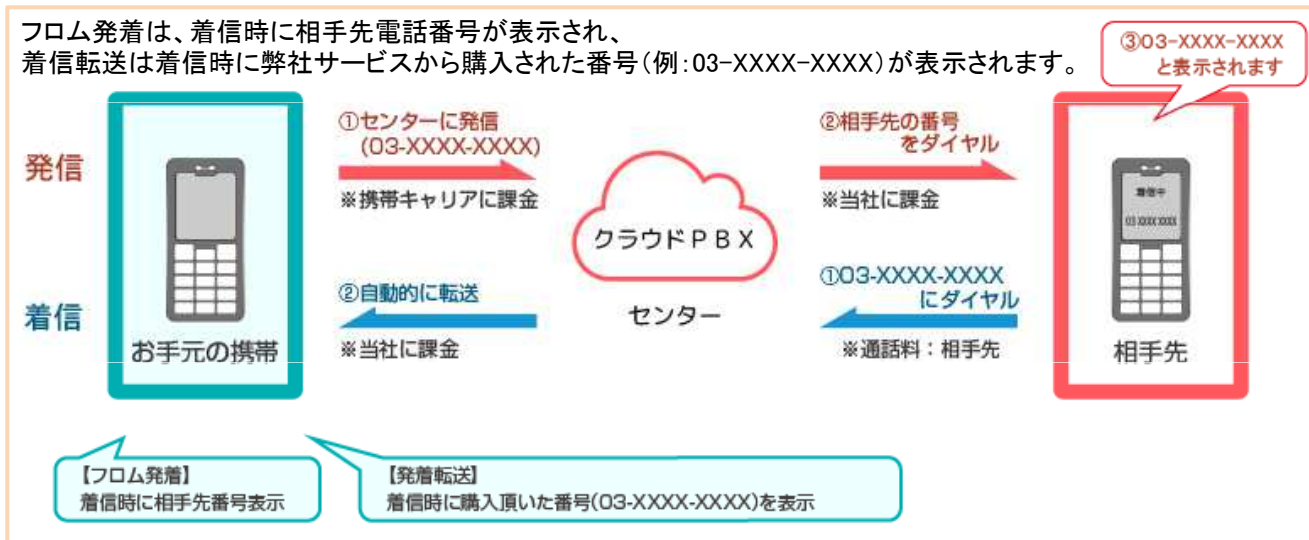 フロム発着は、着信時に相手先電話番号が表示され、
着信転送は着信時に弊社サービスから購入された番号(例:03-XXXX-XXXX)が表示されます。
③03-XXXX-XXXX
と表示されます
発信
①センターに発信
(03-XXXX-XXXX)
※携帯キャリアに課金
②相手先の番号
をダイヤル
※当社に課金
着信中
03 XXXX XXXX
クラウドPBX
センター
着信
②自動的に転送
※当社に課金
①03-XXXX-XXXX
にダイヤル
※通話料:相手先
お手元の携帯
相手先
【フロム発着】
着信時に相手先番号表示
【発着転送】
着信時に購入頂いた番号(03-XXXX-XXXX)を表示